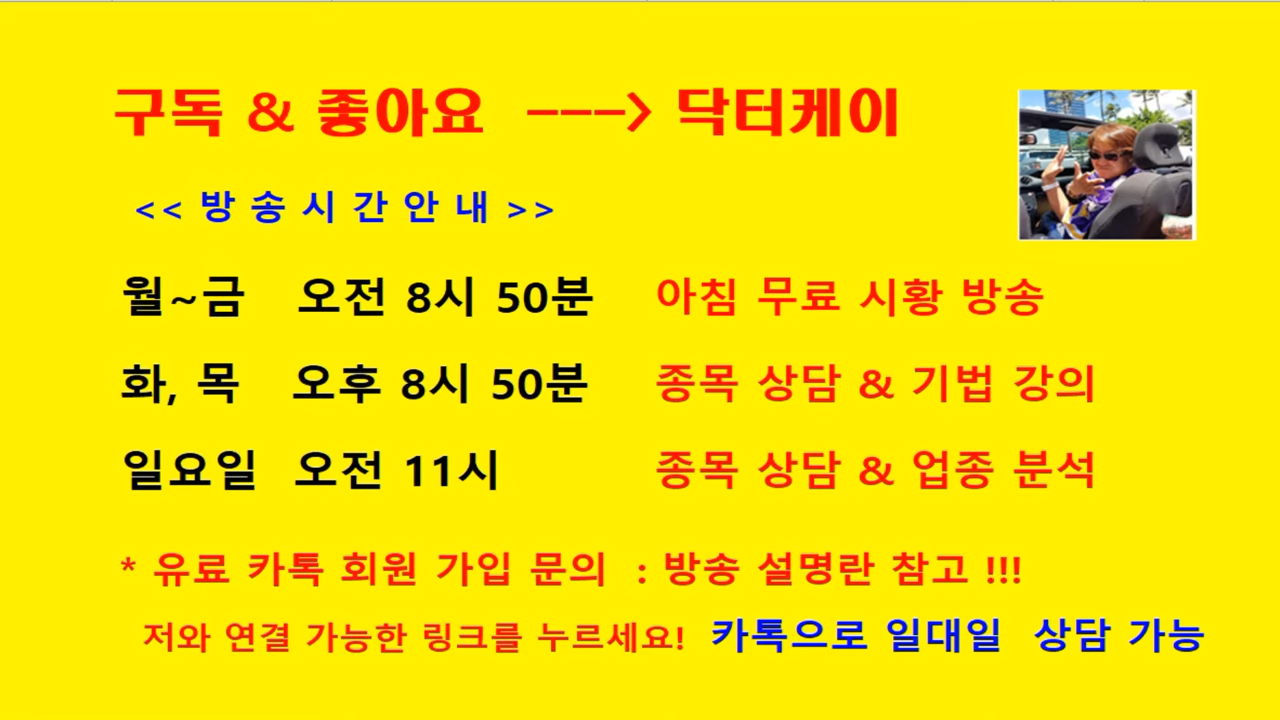 구독 & 좋아요 ---> 닥터케이
<< 방 송 시 간 안 내 >>
월~금 오전 8시 50분 아침 무료 시황 방송
화, 목 오후 8시 50분 종목 상담 & 기법 강의
일요일 오전 11시 종목 상담 & 업종 분석
* 유료 카톡 회원 가입 문의 : 방송 설명란 참고 !!!
저와 연결 가능한 링크를 누르세요! 카톡으로 일대일 상담 가능